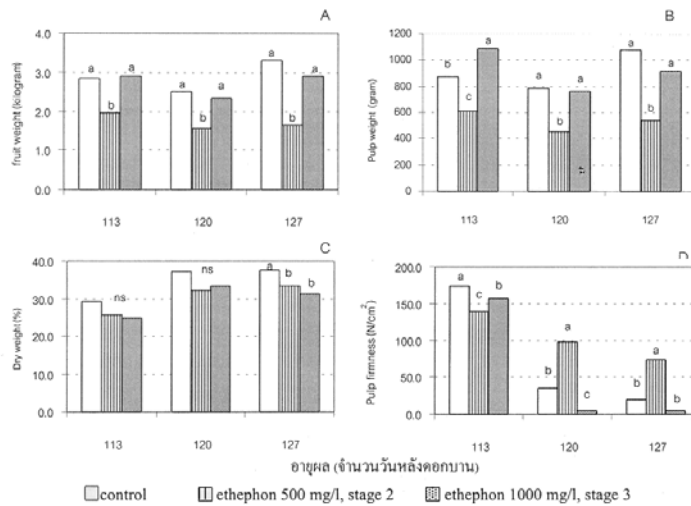 A
fruit weight (kilogram)
4.0
3.0
2.0
1.0
0.0
a b a
a b a
a b a
113 120 127
B
Pulp weight (gram)
1200
1000
800
600
400
200
0
b c a
a b a
a b a
113 120 127
C
Dry weight (%)
40.0
30.0
20.0
10.0
0.0
ns
ns
a b b
113 120 127
D
Pulp firmness (N/cm²)
200.0
150.0
100.0
50.0
0.0
a c b
b a c
b a b
113 120 127
อายุผล (จำนวนวันหลังดอกบาน)
control ethephon 500 mg/l, stage 2 ethephon 1000 mg/l, stage 3